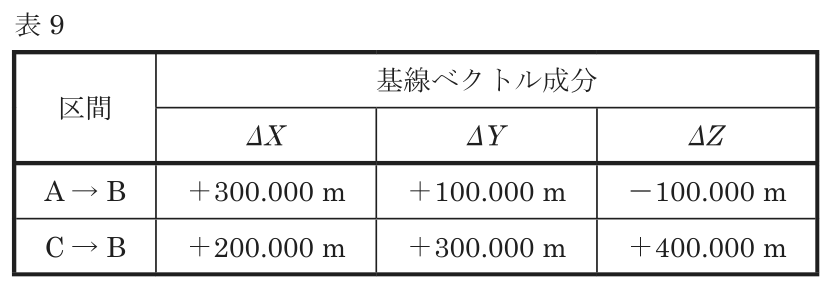 表 9
区間 基線ベクトル成分
ΔX ΔY ΔZ
A → B +300.000 m +100.000 m −100.000 m
C → B +200.000 m +300.000 m +400.000 m